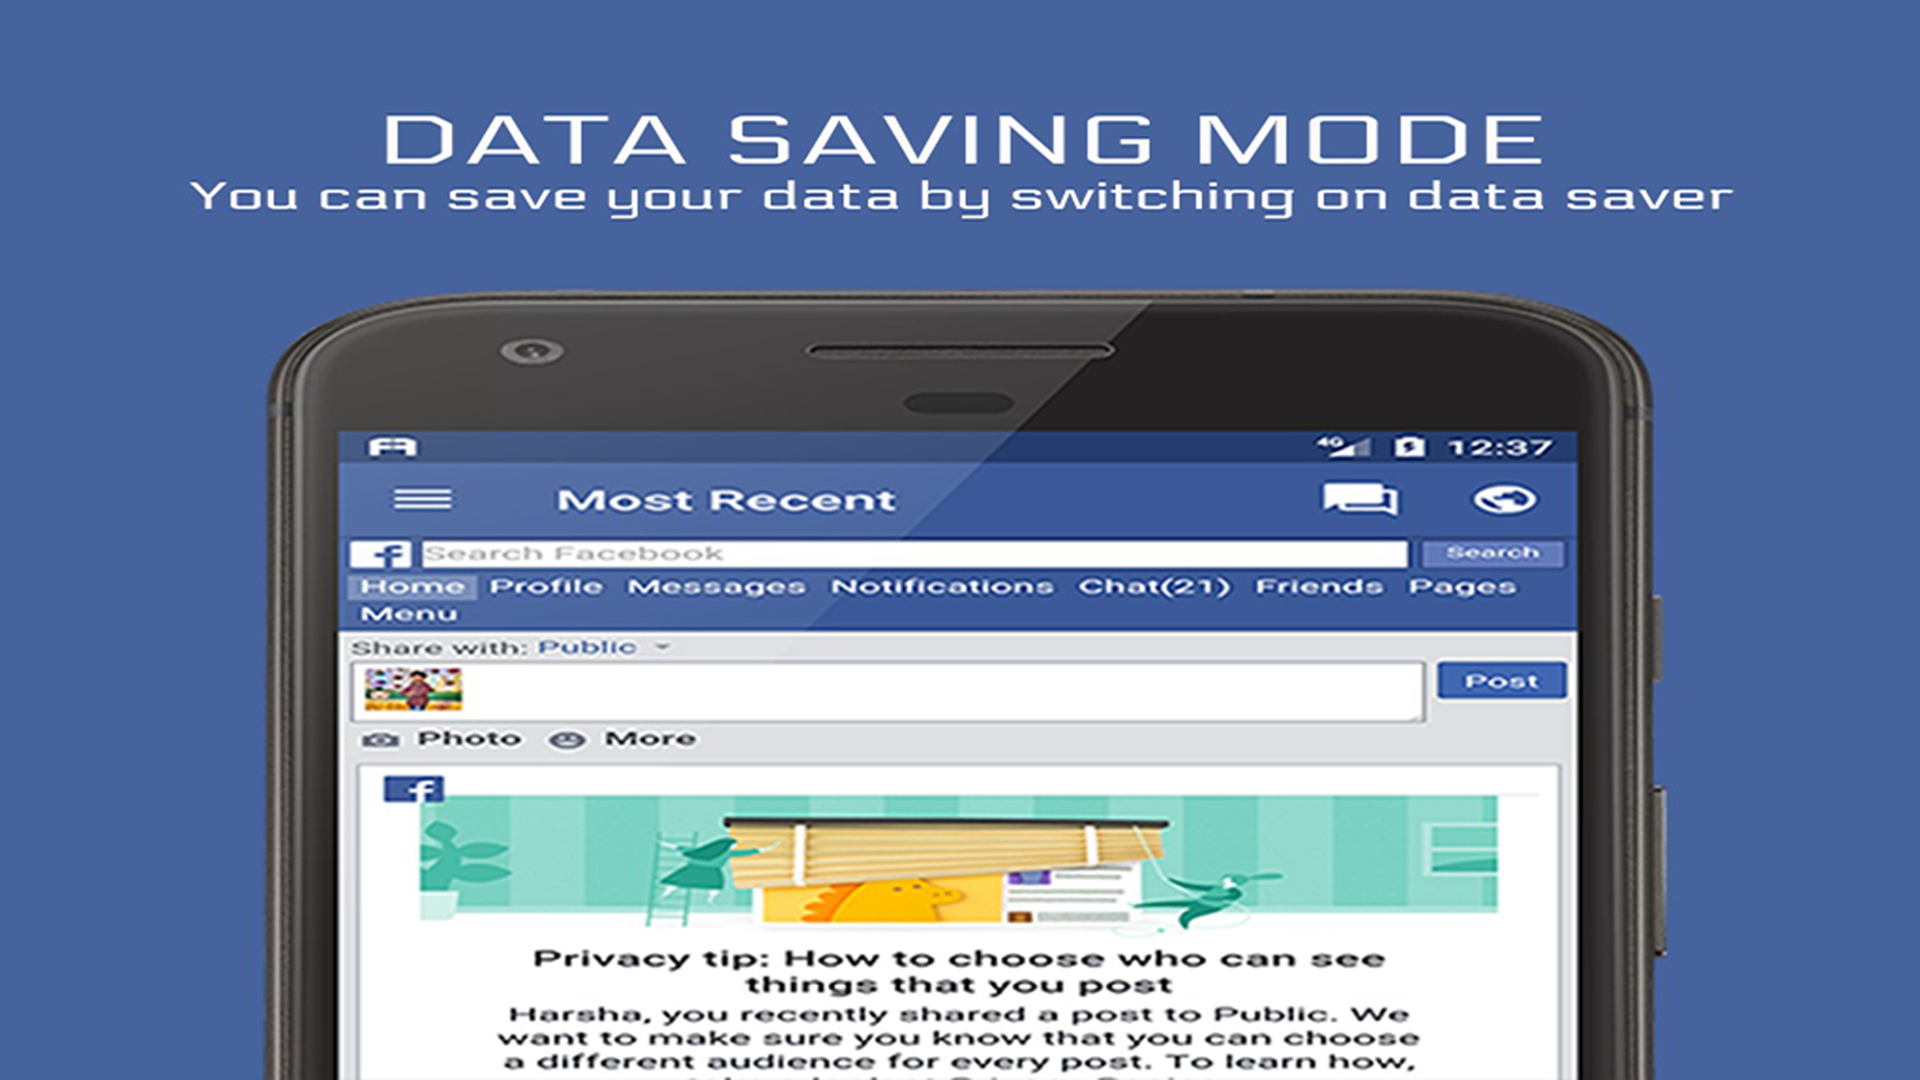 DATA SAVING MODE
You can save your data by switching on data saver
4G 12:37
Most Recent
Search Facebook Search
Home Profile Messages Notifications Chat(21) Friends Pages
Menu
Share with: Public
Post
Photo More
Privacy tip: How to choose who can see
things that you post
Harsha, you recently shared a post to Public. We
want to make sure you know that you can choose
a different audience for every post. To learn how,